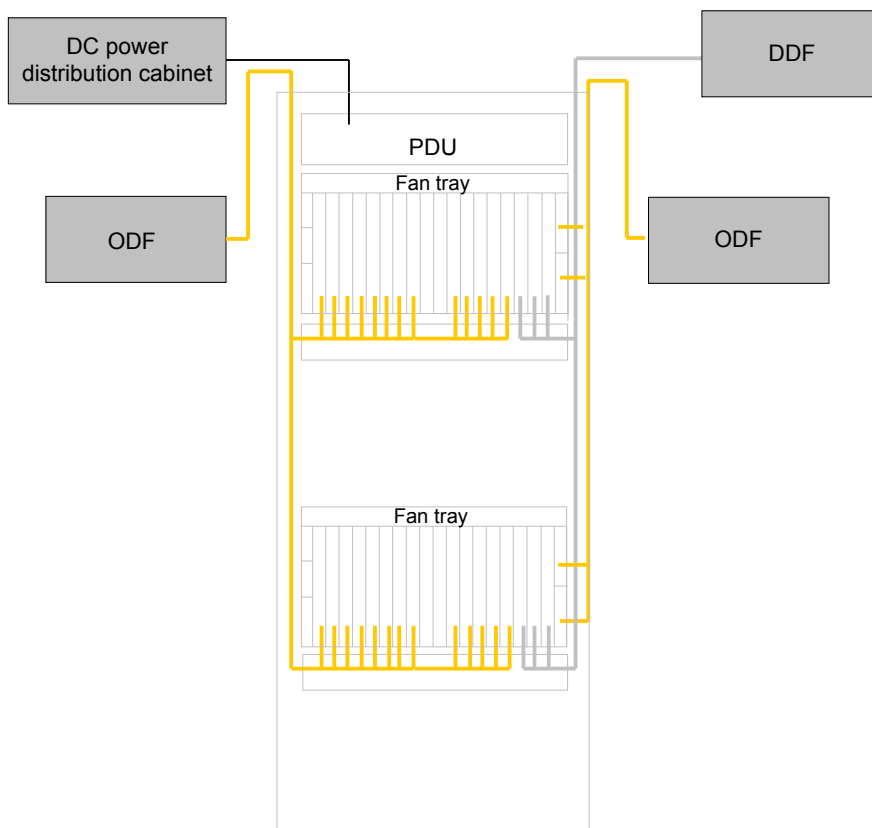 DC power
distribution cabinet
DDF
PDU
Fan tray
ODF
ODF
Fan tray